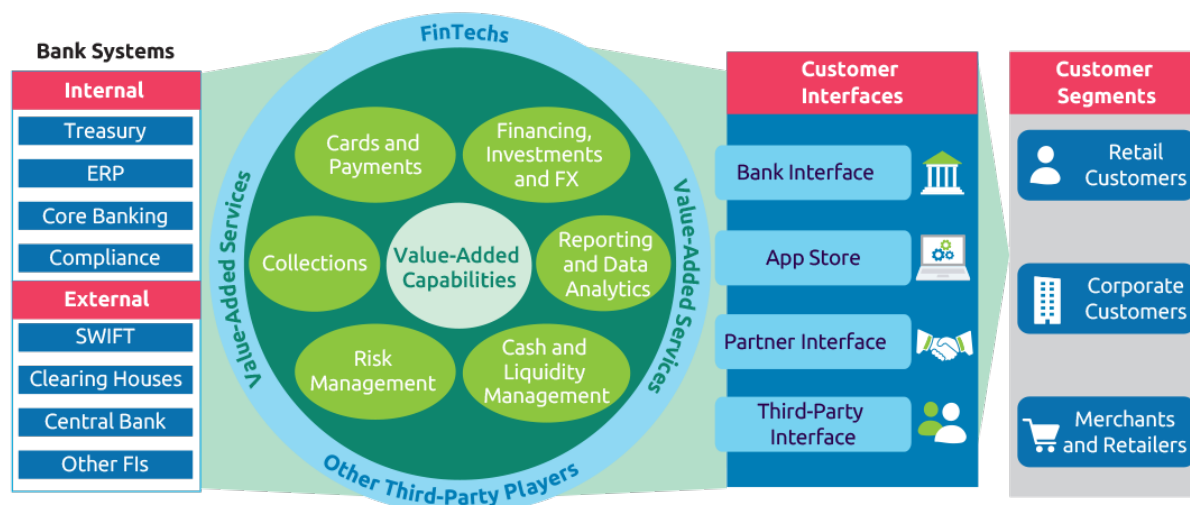 Bank Systems
Internal
Treasury
ERP
Core Banking
Compliance
External
SWIFT
Clearing Houses
Central Bank
Other FIs
FinTechs
Value-Added Services
Value-Added Services
Other Third-Party Players
Cards and
Payments
Financing,
Investments
and FX
Collections
Value-Added
Capabilities
Reporting
and Data
Analytics
Risk
Management
Cash and
Liquidity
Management
Customer
Interfaces
Bank Interface
App Store
Partner Interface
Third-Party
Interface
Customer
Segments
Retail
Customers
Corporate
Customers
Merchants
and Retailers